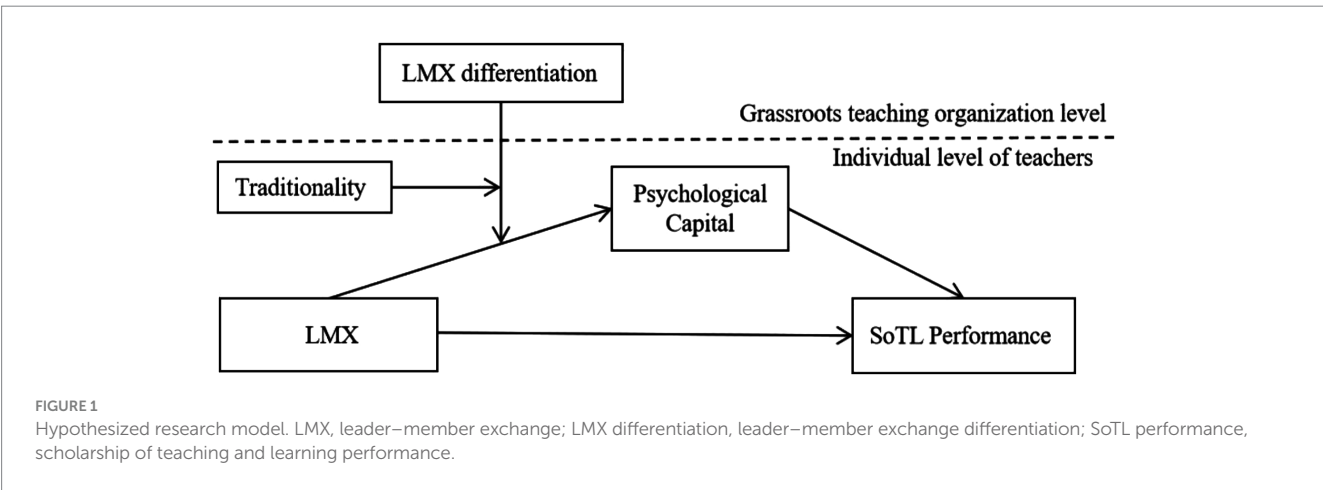 LMX differentiation
Grassroots teaching organization level
Individual level of teachers
Traditionality
Psychological
Capital
LMX
SoTL Performance
FIGURE 1
Hypothesized research model. LMX, leader–member exchange; LMX differentiation, leader–member exchange differentiation; SoTL performance,
scholarship of teaching and learning performance.